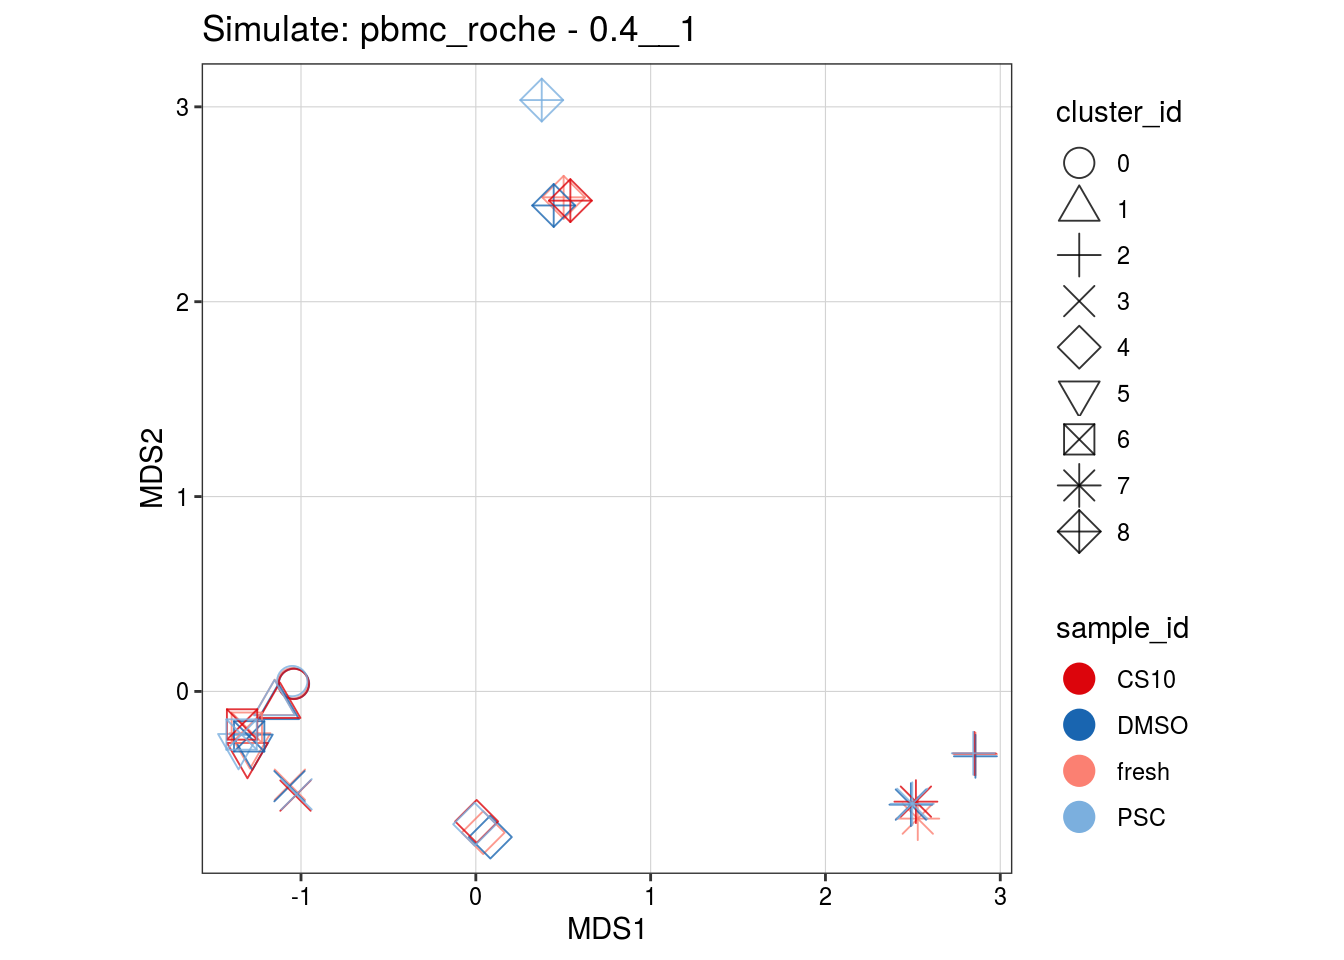 Simulate: pbmc_roche - 0.4__1
3
2
1
0
MDS2
-1
0
1
2
3
MDS1
cluster_id
0
1
2
3
4
5
6
7
8
sample_id
CS10
DMSO
fresh
PSC